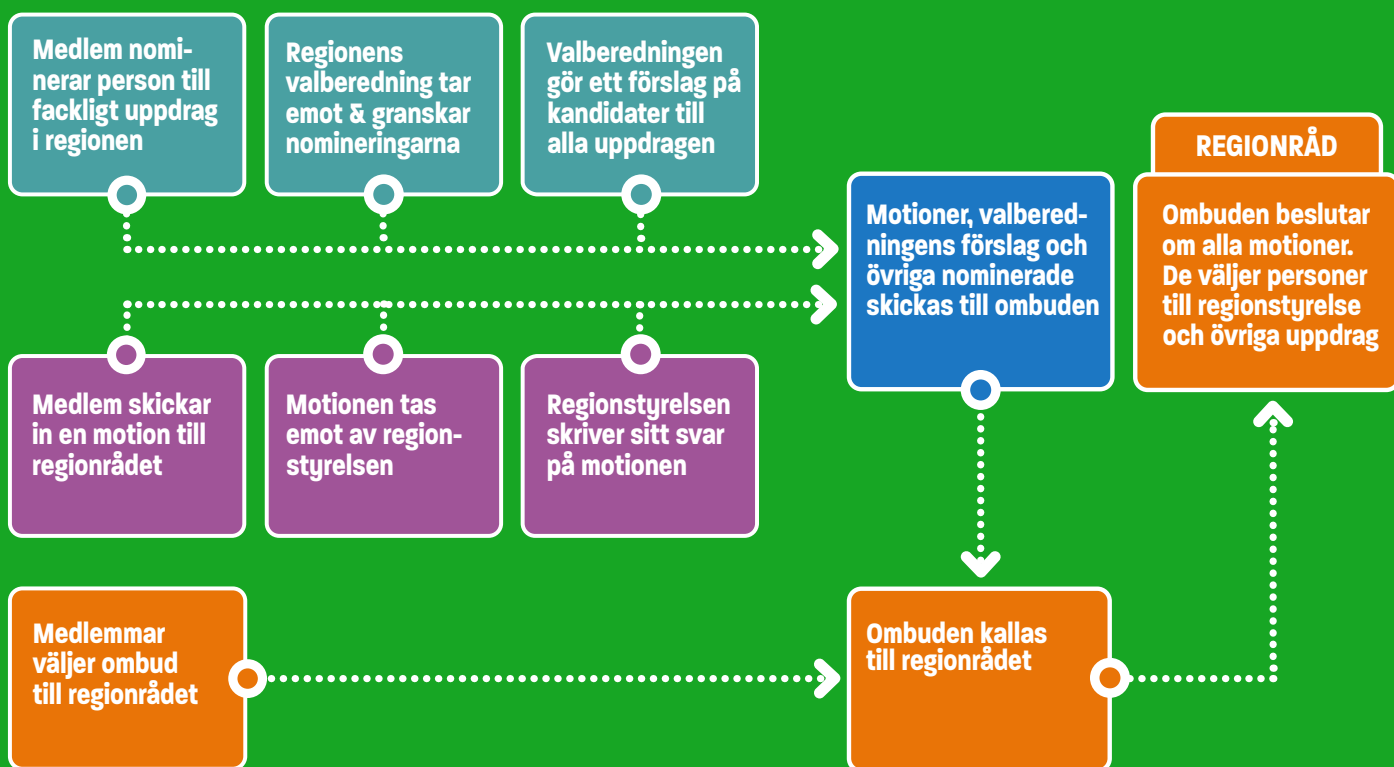 Medlem nomi-
nerar person till
fackligt uppdrag
i regionen
Regionens
valberedning tar
emot & granskar
nomineringarna
Valberedningen
gör ett förslag på
kandidater till
alla uppdragen
Motioner, valbered-
ningens förslag och
övriga nominerade
skickas till ombuden
REGIONRÅD
Ombuden beslutar
om alla motioner.
De väljer personer
till regionstyrelse
och övriga uppdrag
Medlem skickar
in en motion till
regionrådet
Motionen tas
emot av region-
styrelsen
Regionstyrelsen
skriver sitt svar
på motionen
Medlemmar
väljer ombud
till regionrådet
Ombuden kallas
till regionrådet